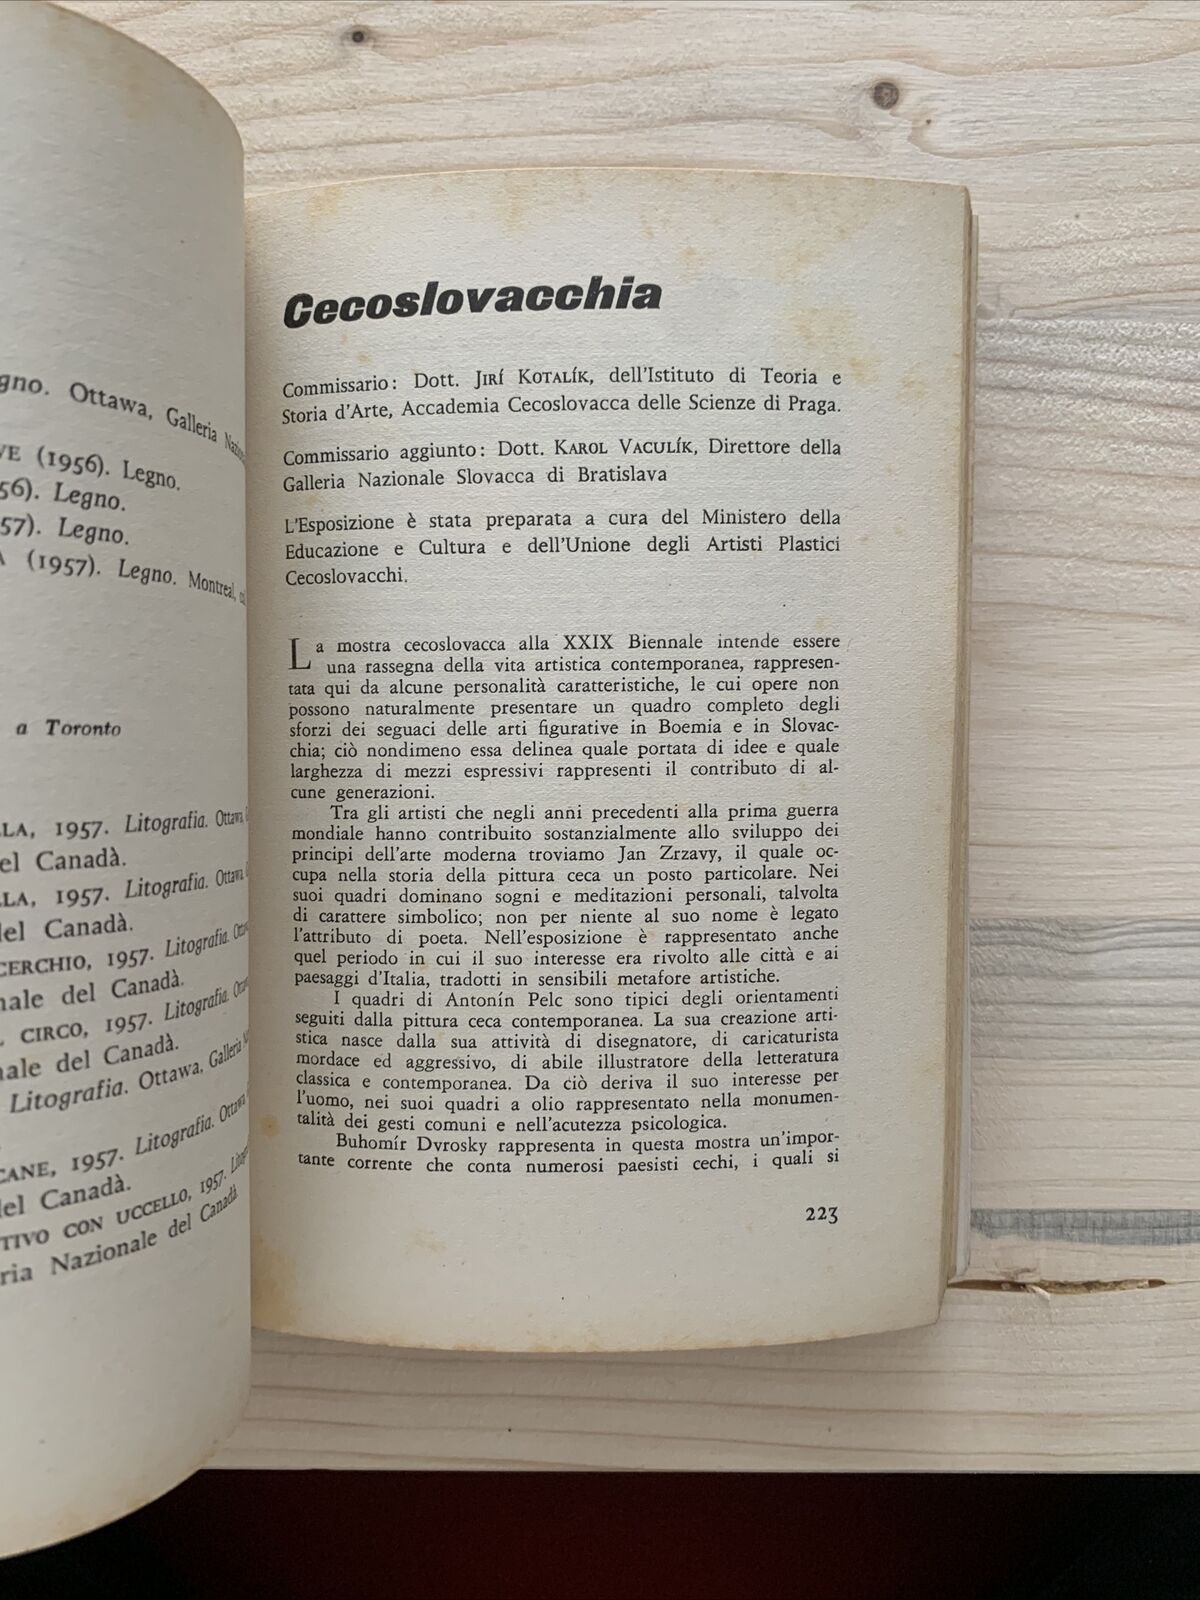 gno. Ottawa, Galleria
VE (1956). Legno.
56). Legno.
57). Legno.
A (1957). Legno. Montreal,
a Toronto
LLA, 1957. Litografia. Ottawa
el Canadà.
LLA, 1957. Litografia. Ottawa
del Canadà.
CERCHIO, 1957. Litografia.
nale del Canadà.
L CIRCO, 1957. Litografia.
nale del Canadà.
Litografia. Ottawa, Galleria
CANE, 1957. Litografia. Ottawa
del Canadà.
TIVO CON UCCELLO, 1957.
ria Nazionale del Canadà
Cecoslovacchia
Commissario: Dott. Jirí Kotalík, dell'Istituto di Teoria e
Storia d'Arte, Accademia Cecoslovacca delle Scienze di Praga.
Commissario aggiunto: Dott. Karol Vaculík, Direttore della
Galleria Nazionale Slovacca di Bratislava
L'Esposizione è stata preparata a cura del Ministero della
Educazione e Cultura e dell'Unione degli Artisti Plastici
Cecoslovacchi.
La mostra cecoslovacca alla XXIX Biennale intende essere
una rassegna della vita artistica contemporanea, rappresen-
tata qui da alcune personalità caratteristiche, le cui opere non
possono naturalmente presentare un quadro completo degli
sforzi dei seguaci delle arti figurative in Boemia e in Slovac-
chia; ciò nondimeno essa delinea quale portata di idee e quale
larghezza di mezzi espressivi rappresenti il contributo di al-
cune generazioni.
Tra gli artisti che negli anni precedenti alla prima guerra
mondiale hanno contribuito sostanzialmente allo sviluppo dei
principi dell'arte moderna troviamo Jan Zrzavy, il quale oc-
cupa nella storia della pittura ceca un posto particolare. Nei
suoi quadri dominano sogni e meditazioni personali, talvolta
di carattere simbolico; non per niente al suo nome è legato
l'attributo di poeta. Nell'esposizione è rappresentato anche
quel periodo in cui il suo interesse era rivolto alle città e ai
paesaggi d'Italia, tradotti in sensibili metafore artistiche.
I quadri di Antonín Pelc sono tipici degli orientamenti
seguiti dalla pittura ceca contemporanea. La sua creazione arti-
stica nasce dalla sua attività di disegnatore, di caricaturista
mordace ed aggressivo, di abile illustratore della letteratura
classica e contemporanea. Da ciò deriva il suo interesse per
l'uomo, nei suoi quadri a olio rappresentato nella monumen-
talità dei gesti comuni e nell'acutezza psicologica.
Buhomír Dvrosky rappresenta in questa mostra un'impor-
tante corrente che conta numerosi paesisti cechi, i quali si
223